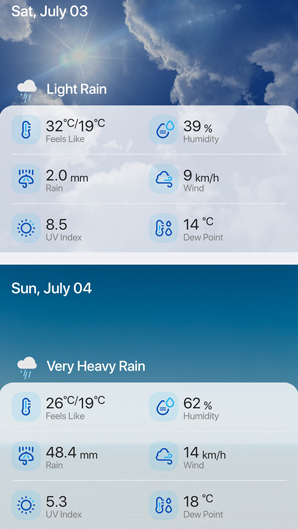 Sat, July 03
Light Rain
32°C/19°C
Feels Like
39 %
Humidity
2.0 mm
Rain
9 km/h
Wind
8.5
UV Index
14 °C
Dew Point
Sun, July 04
Very Heavy Rain
26°C/19°C
Feels Like
62 %
Humidity
48.4 mm
Rain
14 km/h
Wind
5.3
UV Index
18 °C
Dew Point